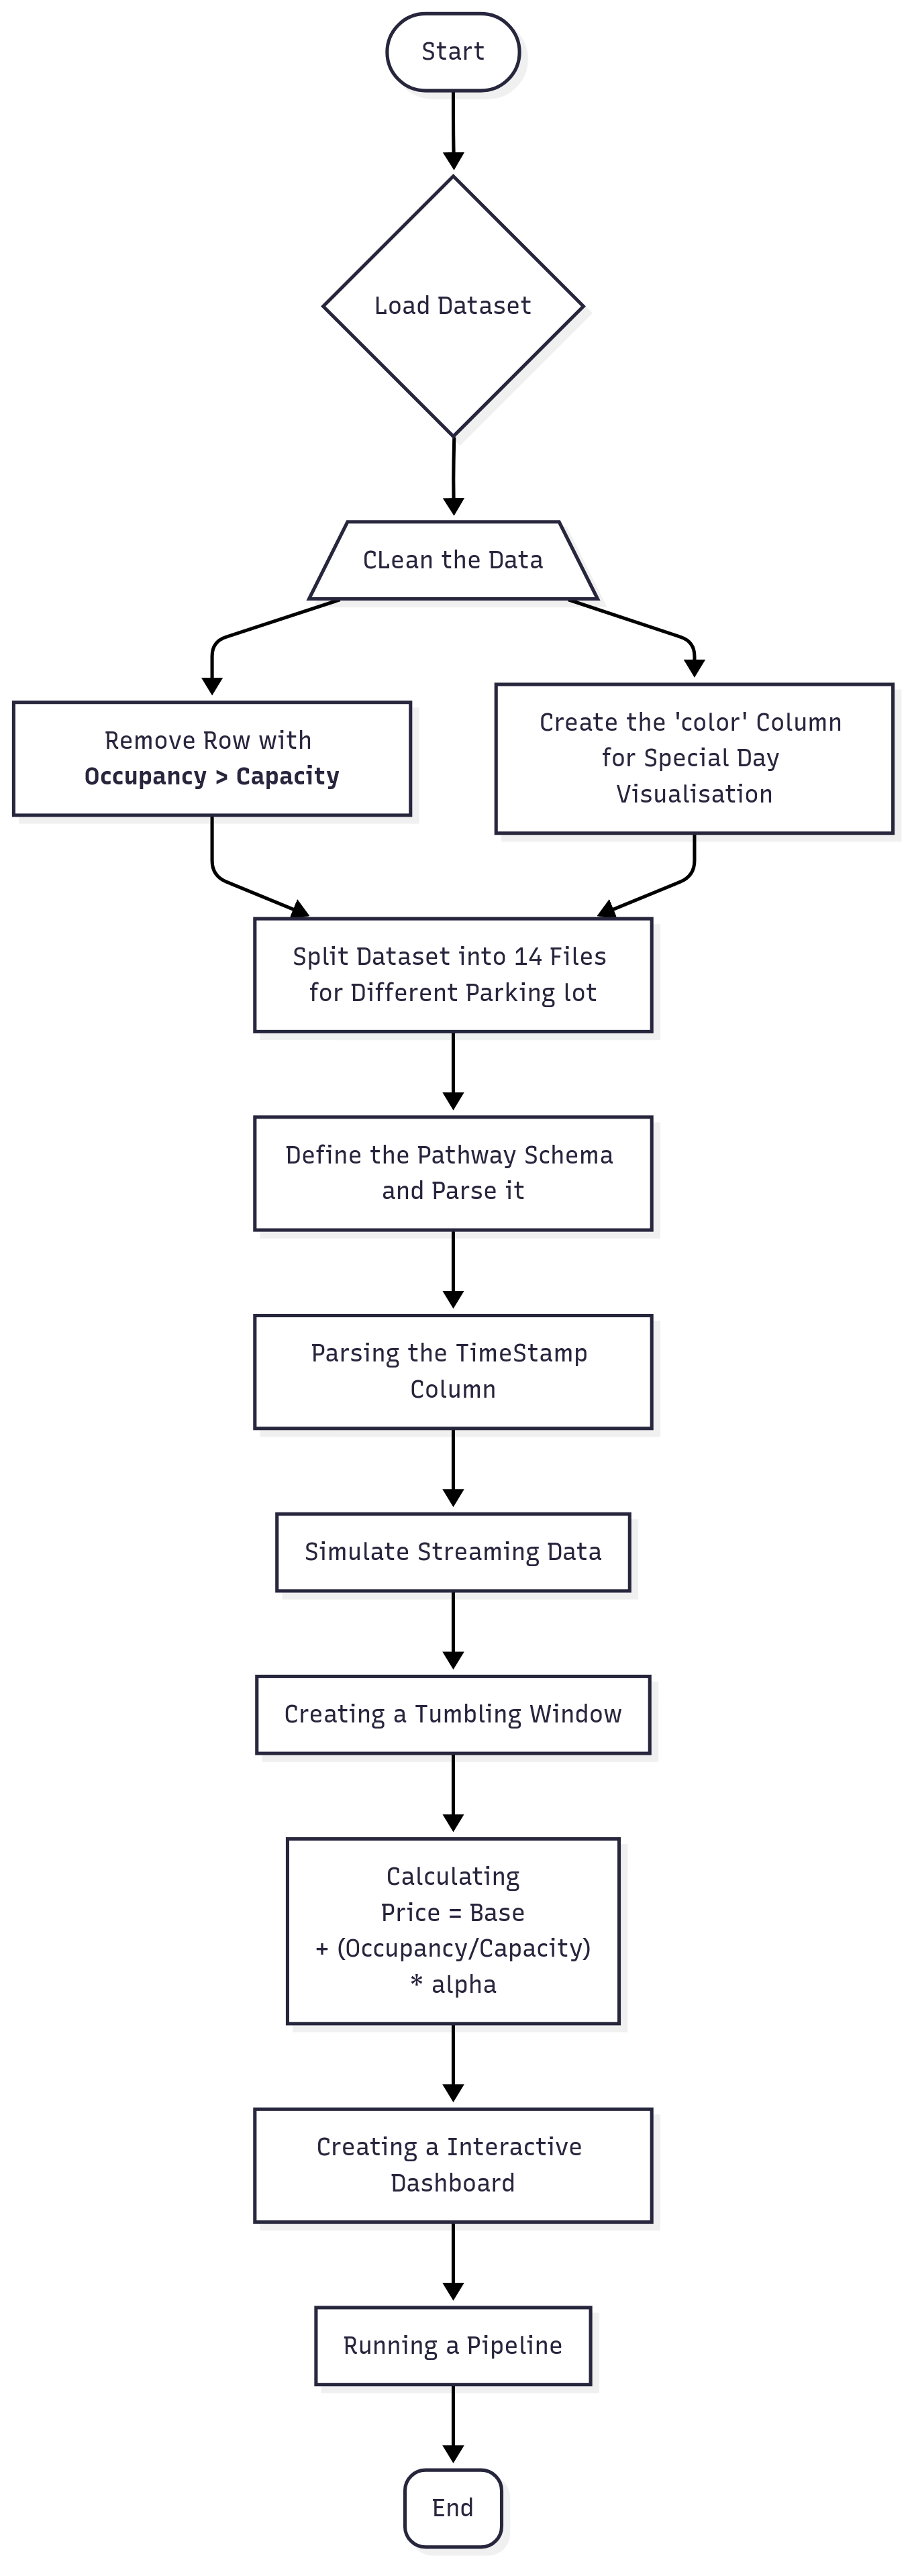 Start
Load Dataset
CLean the Data
Remove Row with
Occupancy > Capacity
Create the 'color' Column
for Special Day
Visualisation
Split Dataset into 14 Files
for Different Parking lot
Define the Pathway Schema
and Parse it
Parsing the TimeStamp
Column
Simulate Streaming Data
Creating a Tumbling Window
Calculating
Price = Base
+ (Occupancy/Capacity)
* alpha
Creating a Interactive
Dashboard
Running a Pipeline
End